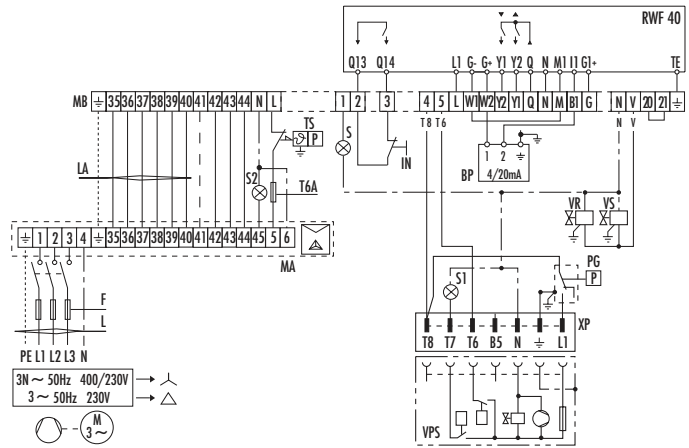 RWF 40
Q13 Q14 L1 G- G+ Y1 Y2 Q N M1 I1 G1+ TE
MB ⏚ 35 36 37 38 39 40 41 42 43 44 N L 1 2 3 4 5 L W1 W2 Y2 Y1 Q N M B1 G N V 20 21 ⏚
T8 T6 N V
TS
P
S
IN
1 2 ⏚
BP 4/20mA
LA
S2
T6A
VR VS
⏚ 1 2 3 4 ⏚ 35 36 37 38 39 40 41 42 43 44 45 5 6
MA
PG
P
S1
F
L
XP
T8 T7 T6 B5 N ⏚ L1
PE L1 L2 L3 N
3N ~ 50Hz 400/230V
3 ~ 50Hz 230V
M
3~
VPS